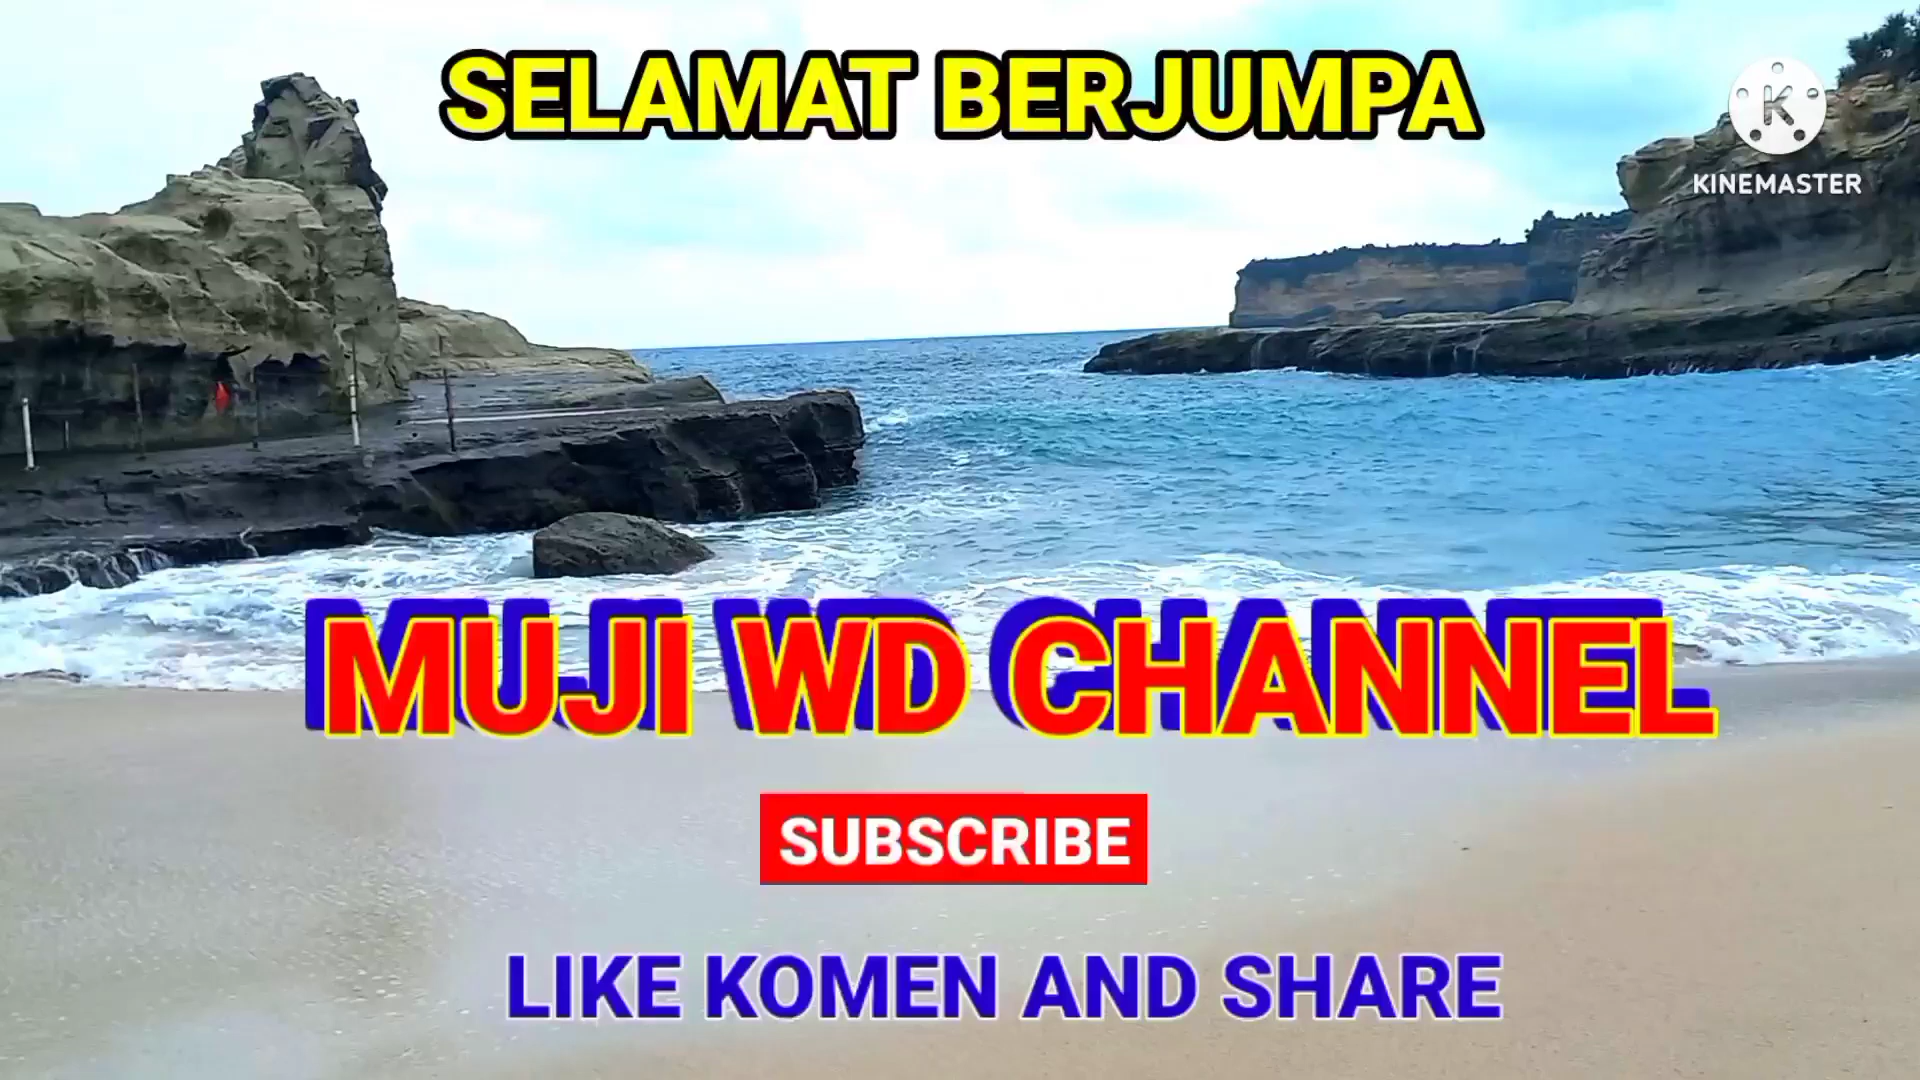 SELAMAT BERJUMPA
K
KINEMASTER
MUJI WD CHANNEL
SUBSCRIBE
LIKE KOMEN AND SHARE